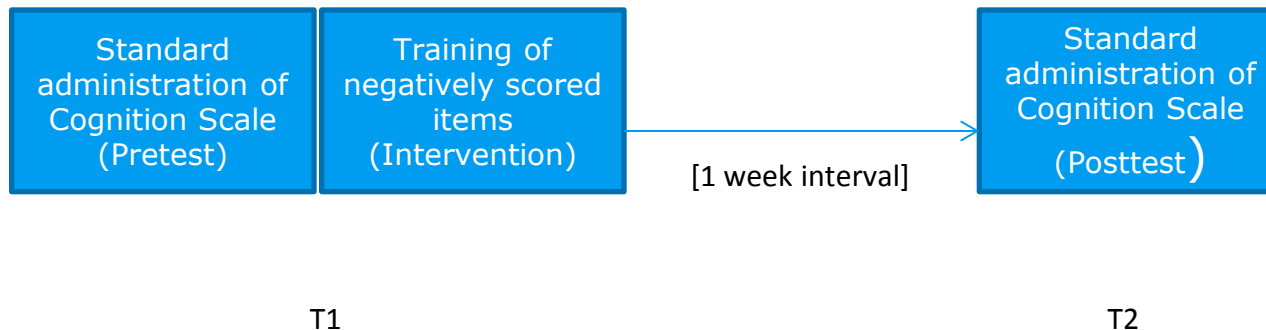 Standard
administration of
Cognition Scale
(Pretest)
Training of
negatively scored
items
(Intervention)
[1 week interval]
Standard
administration of
Cognition Scale
(Posttest)
T1
T2